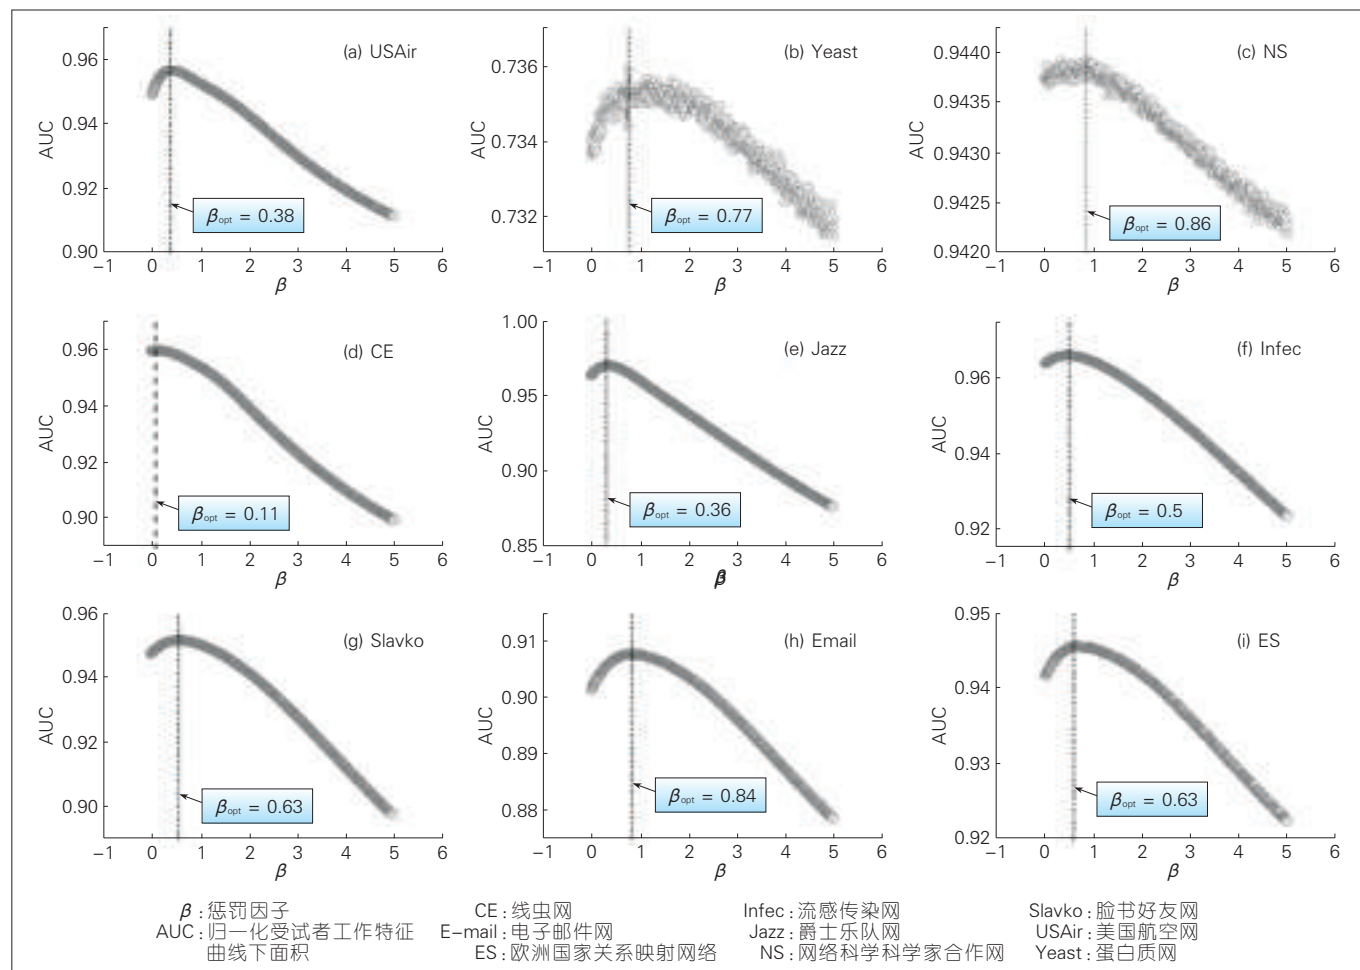 (a) USAir
AUC
0.96
0.94
0.92
0.90
βopt = 0.38
−1 0 1 2 3 4 5 6
β
(b) Yeast
AUC
0.736
0.734
0.732
βopt = 0.77
−1 0 1 2 3 4 5 6
β
(c) NS
AUC
0.9440
0.9435
0.9430
0.9425
0.9420
βopt = 0.86
−1 0 1 2 3 4 5 6
β
(d) CE
AUC
0.96
0.94
0.92
0.90
βopt = 0.11
−1 0 1 2 3 4 5 6
β
(e) Jazz
AUC
1.00
0.95
0.90
0.85
βopt = 0.36
−1 0 1 2 3 4 5 6
β
(f) Infec
AUC
0.96
0.94
0.92
βopt = 0.5
−1 0 1 2 3 4 5 6
β
(g) Slavko
AUC
0.96
0.94
0.92
0.90
βopt = 0.63
−1 0 1 2 3 4 5 6
β
(h) Email
AUC
0.91
0.90
0.89
0.88
βopt = 0.84
−1 0 1 2 3 4 5 6
β
(i) ES
AUC
0.95
0.94
0.93
0.92
βopt = 0.63
−1 0 1 2 3 4 5 6
β
β:惩罚因子 CE:线虫网 Infec:流感传染网 Slavko:脸书好友网
AUC:归一化受试者工作特征 E-mail:电子邮件网 Jazz:爵士乐队网 USAir:美国航空网
曲线下面积 ES:欧洲国家关系映射网络 NS:网络科学科学家合作网 Yeast:蛋白质网